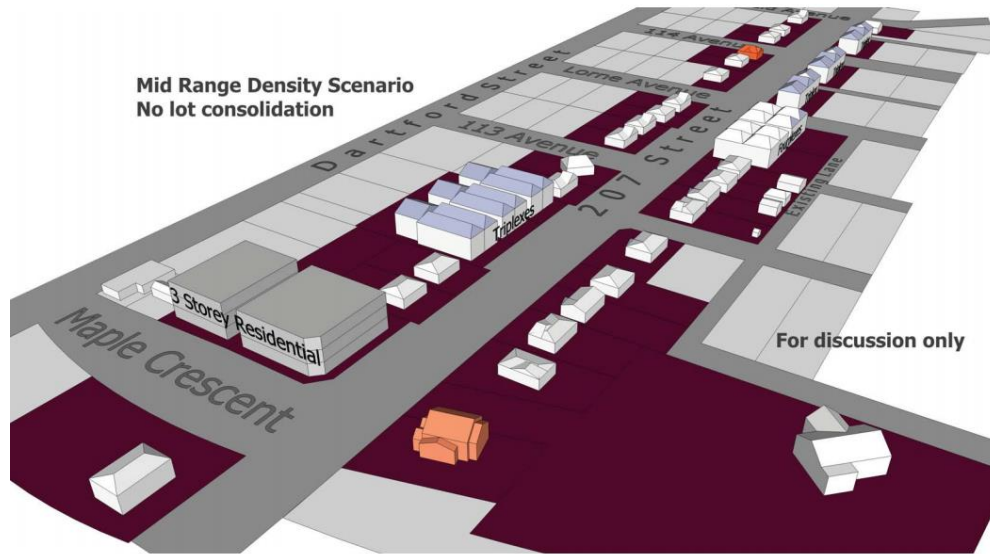 Mid Range Density Scenario
No lot consolidation
Dartford Street
114 Avenue
Lorne Avenue
113 Avenue
207 Street
Existing Lane
Triplexes
3 Storey Residential
Maple Crescent
For discussion only